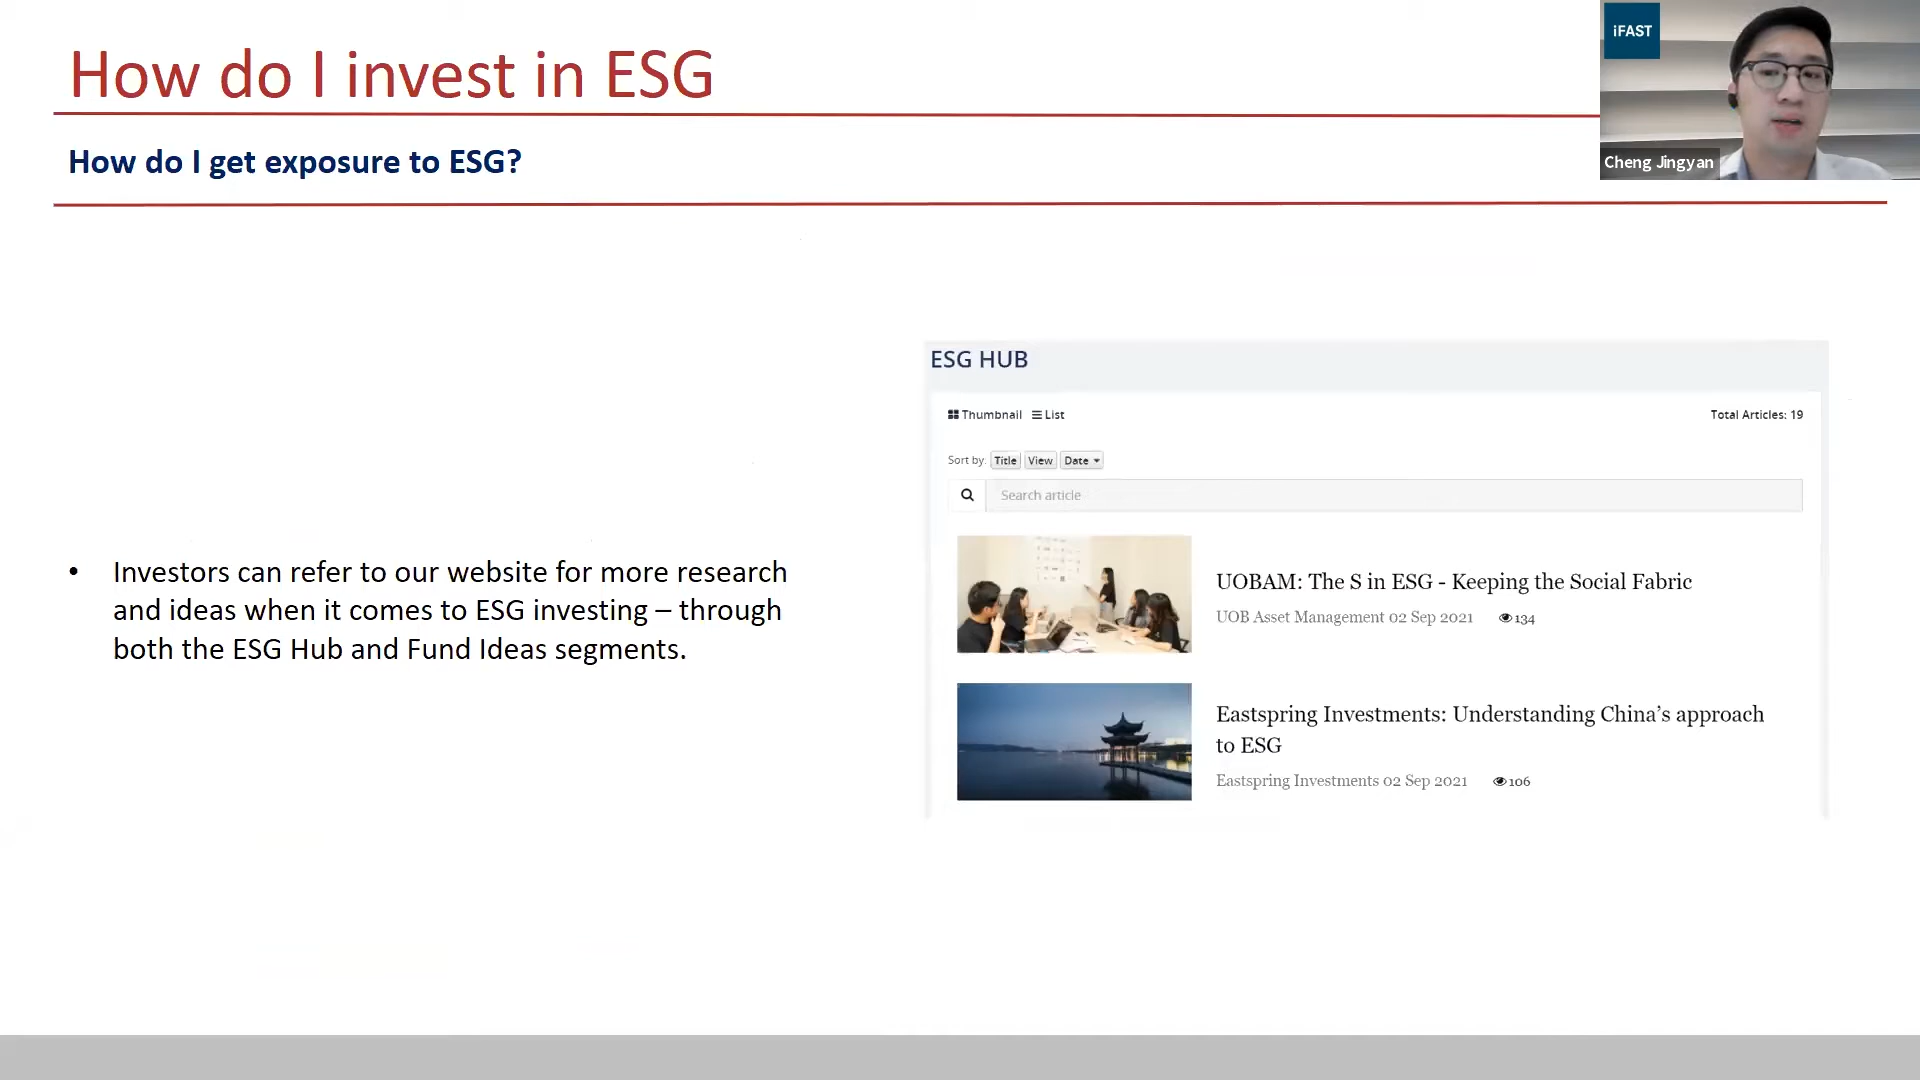 How do I invest in ESG
iFAST
Cheng Jingyan
How do I get exposure to ESG?
• Investors can refer to our website for more research
and ideas when it comes to ESG investing – through
both the ESG Hub and Fund Ideas segments.
ESG HUB
Thumbnail List
Total Articles: 19
Sort by: Title View Date
Search article
UOBAM: The S in ESG - Keeping the Social Fabric
UOB Asset Management 02 Sep 2021 134
Eastspring Investments: Understanding China’s approach
to ESG
Eastspring Investments 02 Sep 2021 106